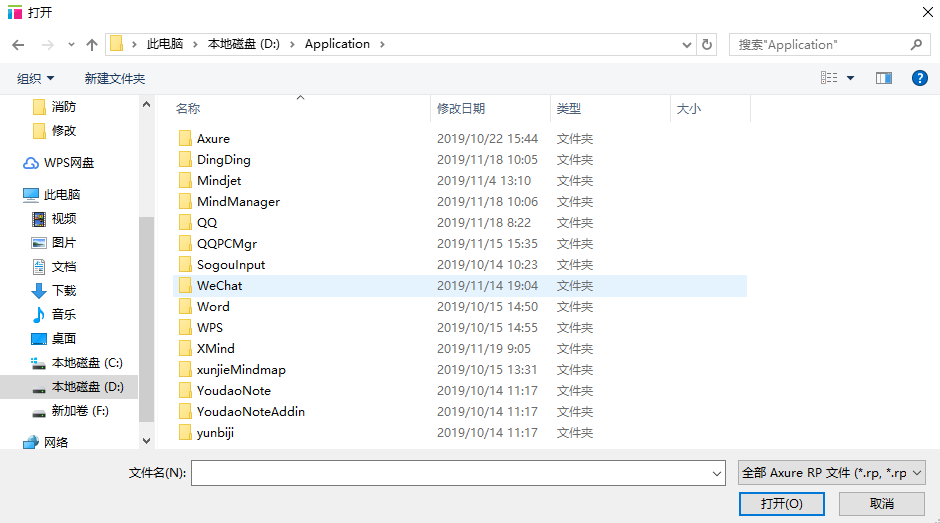 打开
此电脑 本地磁盘 (D:) Application 搜索"Application"
组织 新建文件夹
消防
修改
WPS网盘
此电脑
视频
图片
文档
下载
音乐
桌面
本地磁盘 (C:)
本地磁盘 (D:)
新加卷 (F:)
网络
名称 修改日期 类型 大小
Axure 2019/10/22 15:44 文件夹
DingDing 2019/11/18 10:05 文件夹
Mindjet 2019/11/4 13:10 文件夹
MindManager 2019/11/18 10:06 文件夹
QQ 2019/11/18 8:22 文件夹
QQPCMgr 2019/11/15 15:35 文件夹
SogouInput 2019/10/14 10:23 文件夹
WeChat 2019/11/14 19:04 文件夹
Word 2019/10/15 14:50 文件夹
WPS 2019/10/15 14:55 文件夹
XMind 2019/11/19 9:05 文件夹
xunjieMindmap 2019/10/15 13:31 文件夹
YoudaoNote 2019/10/14 11:17 文件夹
YoudaoNoteAddin 2019/10/14 11:17 文件夹
yunbiji 2019/10/14 11:17 文件夹
文件名(N): 全部 Axure RP 文件 (*.rp, *.rp
打开(O) 取消